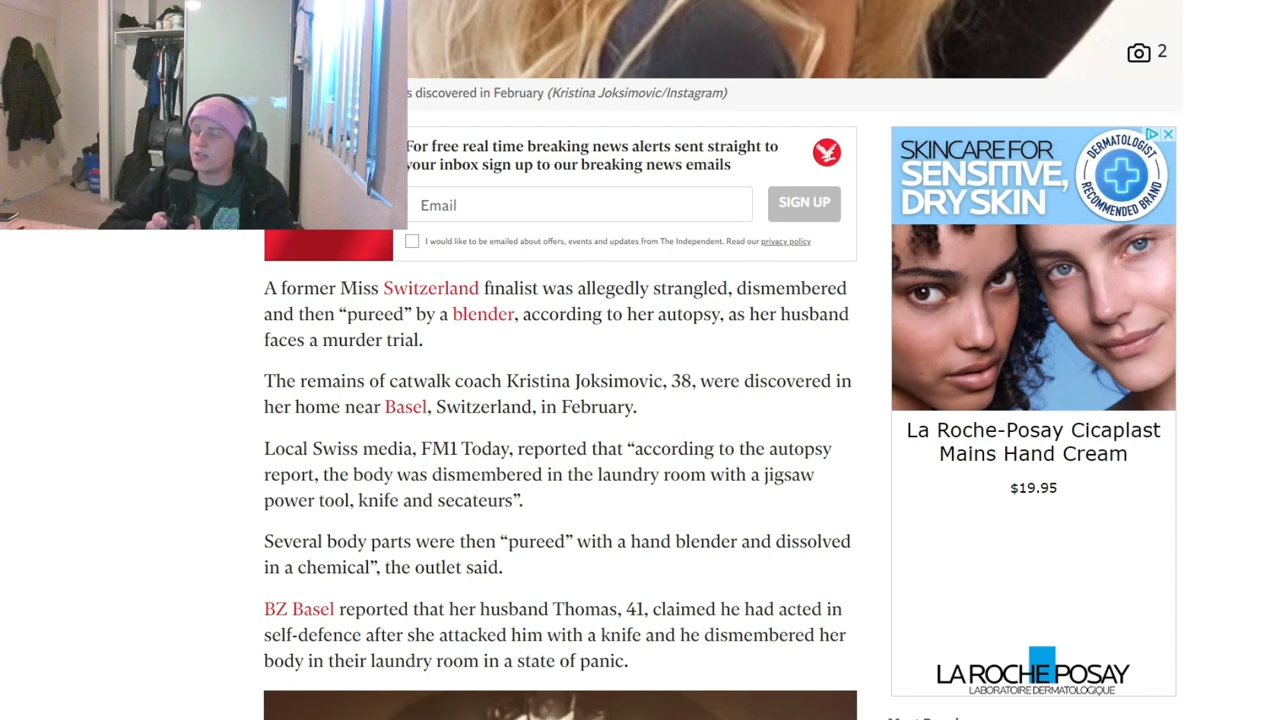 2
s discovered in February (Kristina Joksimovic/Instagram)
For free real time breaking news alerts sent straight to
your inbox sign up to our breaking news emails
Email
SIGN UP
I would like to be emailed about offers, events and updates from The Independent. Read our privacy policy
A former Miss Switzerland finalist was allegedly strangled, dismembered
and then “pureed” by a blender, according to her autopsy, as her husband
faces a murder trial.
The remains of catwalk coach Kristina Joksimovic, 38, were discovered in
her home near Basel, Switzerland, in February.
Local Swiss media, FM1 Today, reported that “according to the autopsy
report, the body was dismembered in the laundry room with a jigsaw
power tool, knife and secateurs”.
Several body parts were then “pureed” with a hand blender and dissolved
in a chemical”, the outlet said.
BZ Basel reported that her husband Thomas, 41, claimed he had acted in
self-defence after she attacked him with a knife and he dismembered her
body in their laundry room in a state of panic.
SKINCARE FOR
SENSITIVE,
DRY SKIN
DERMATOLOGIST
RECOMMENDED BRAND
La Roche-Posay Cicaplast
Mains Hand Cream
$19.95
LA ROCHE POSAY
LABORATOIRE DERMATOLOGIQUE